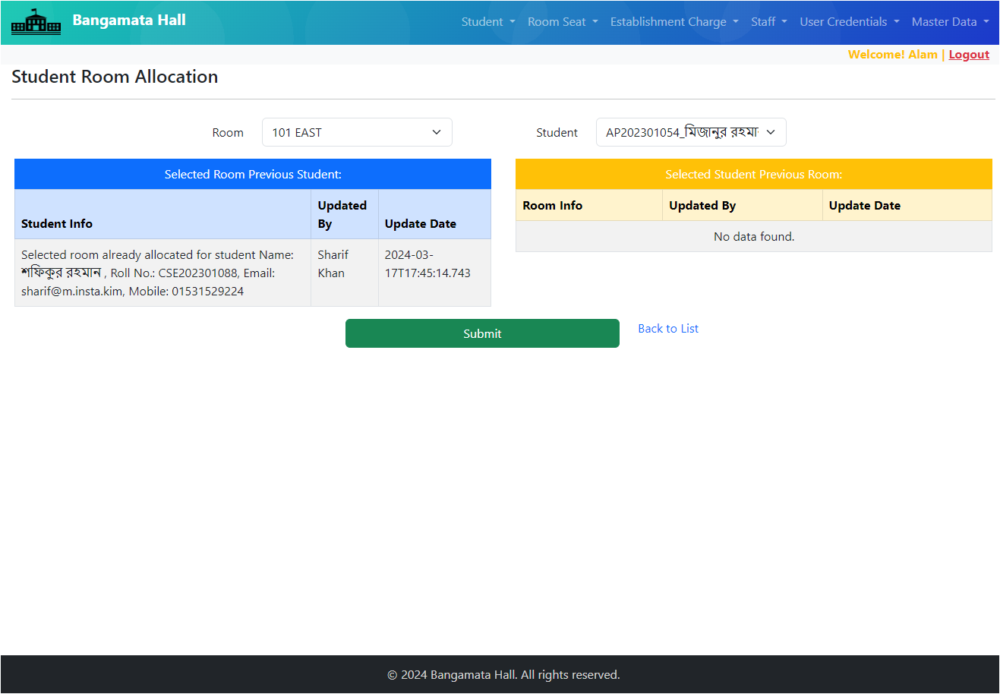 Bangamata Hall
Student Room Seat Establishment Charge Staff User Credentials Master Data
Welcome! Alam | Logout
Student Room Allocation
Room 101 EAST Student AP202301054_মিজানুর রহমা
Selected Room Previous Student:
Student Info Updated By Update Date
Selected room already allocated for student Name:
শফিকুর রহমান , Roll No.: CSE202301088, Email:
sharif@m.insta.kim, Mobile: 01531529224
Sharif
Khan
2024-03-
17T17:45:14.743
Selected Student Previous Room:
Room Info Updated By Update Date
No data found.
Submit Back to List
© 2024 Bangamata Hall. All rights reserved.